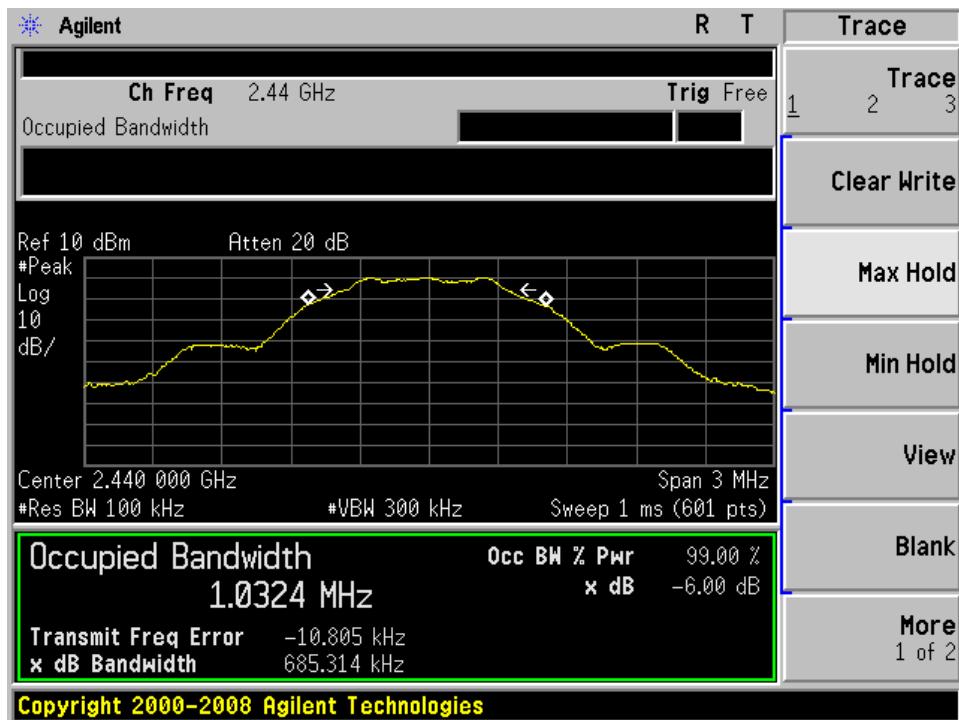 Agilent R T Trace
Ch Freq 2.44 GHz Trig Free
Occupied Bandwidth
Trace
1 2 3
Clear Write
Ref 10 dBm Atten 20 dB
#Peak
Log
10
dB/
Max Hold
Min Hold
View
Center 2.440 000 GHz Span 3 MHz
#Res BW 100 kHz #VBW 300 kHz Sweep 1 ms (601 pts)
Occupied Bandwidth Occ BW % Pwr 99.00 %
1.0324 MHz x dB -6.00 dB
Blank
Transmit Freq Error -10.805 kHz
x dB Bandwidth 685.314 kHz
More
1 of 2
Copyright 2000-2008 Agilent Technologies